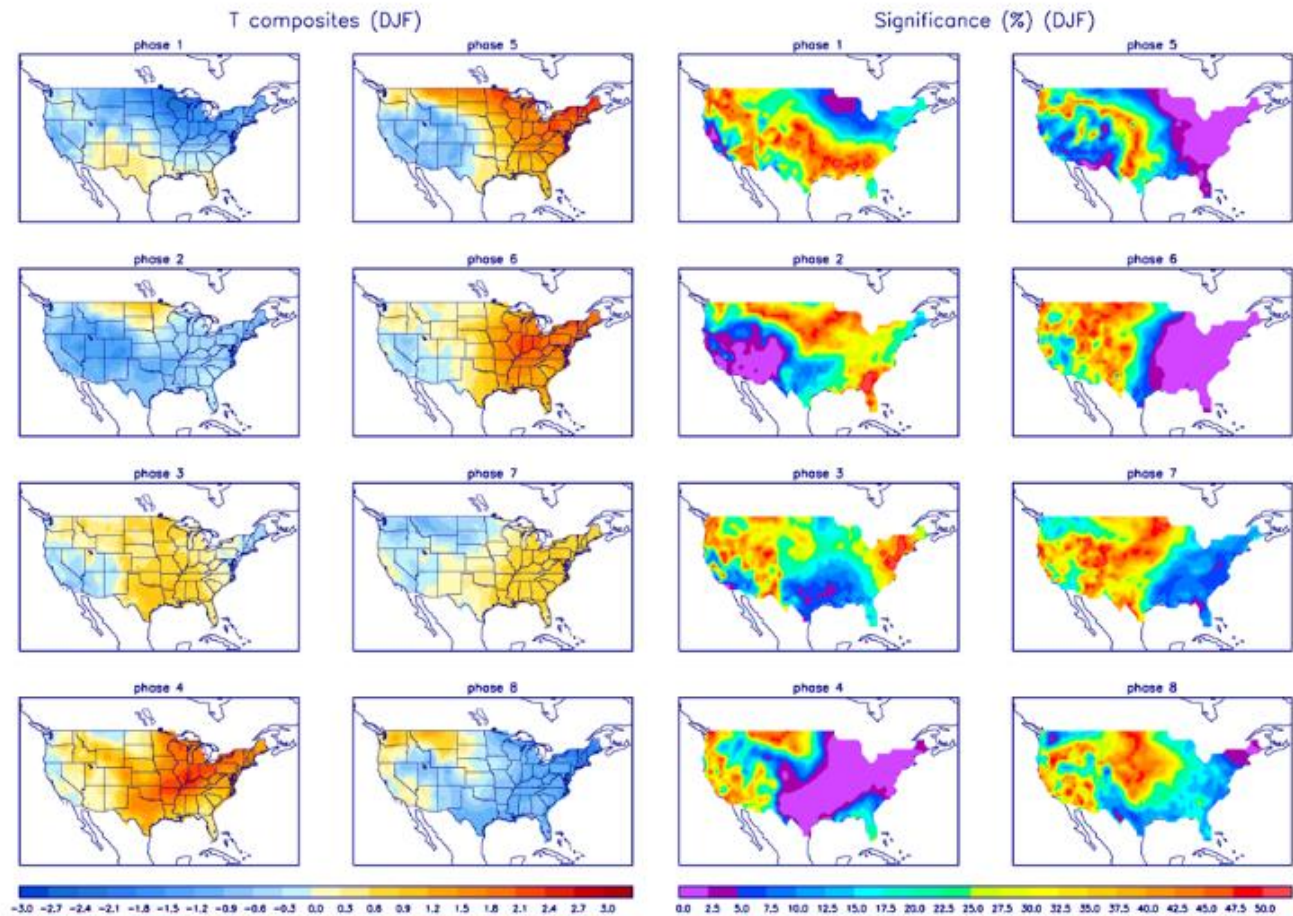 T composites (DJF) Significance (%) (DJF)
phase 1 phase 5 phase 1 phase 5
phase 2 phase 6 phase 2 phase 6
phase 3 phase 7 phase 3 phase 7
phase 4 phase 8 phase 4 phase 8
-3.0 -2.7 -2.4 -2.1 -1.8 -1.5 -1.2 -0.9 -0.6 -0.3 0.0 0.3 0.6 0.9 1.2 1.5 1.8 2.1 2.4 2.7 3.0 0.0 2.5 5.0 7.5 10.0 12.5 15.0 17.5 20.0 22.5 25.0 27.5 30.0 32.5 35.0 37.5 40.0 42.5 45.0 47.5 50.0